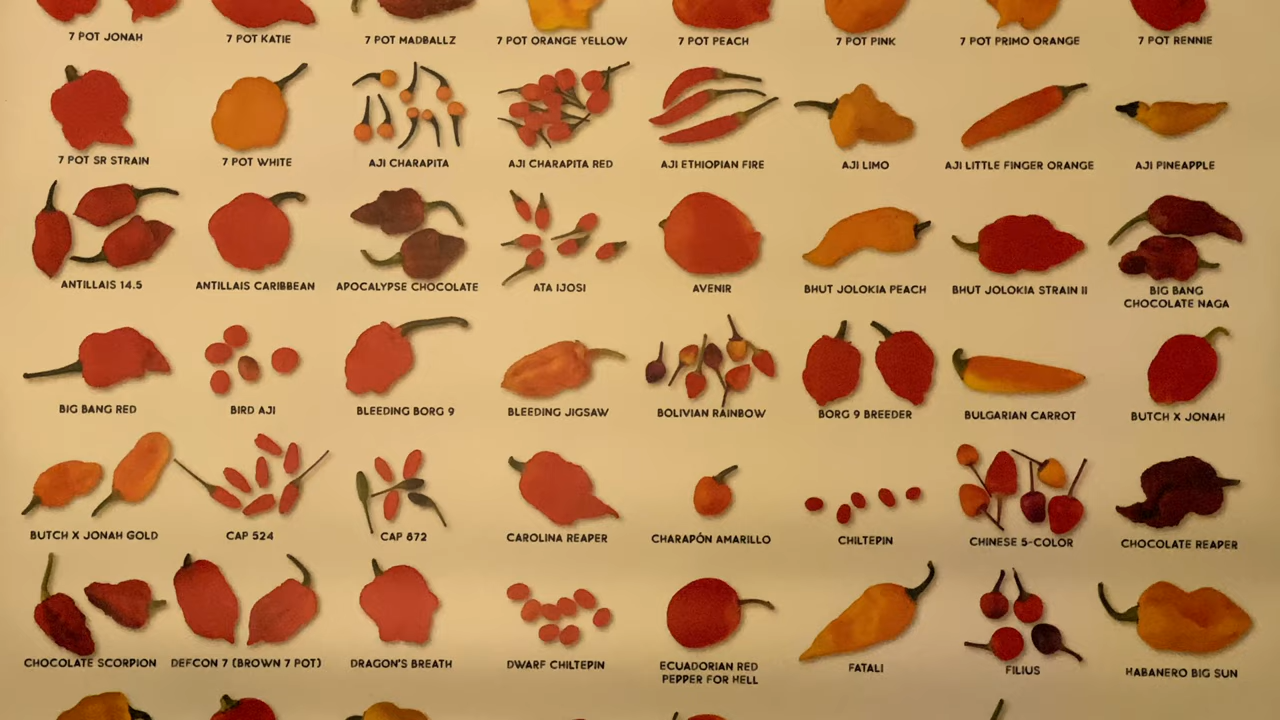 7 POT JONAH
7 POT KATIE
7 POT MADBALLZ
7 POT ORANGE YELLOW
7 POT PEACH
7 POT PINK
7 POT PRIMO ORANGE
7 POT RENNIE
7 POT SR STRAIN
7 POT WHITE
AJI CHARAPITA
AJI CHARAPITA RED
AJI ETHIOPIAN FIRE
AJI LIMO
AJI LITTLE FINGER ORANGE
AJI PINEAPPLE
ANTILLAIS 14.5
ANTILLAIS CARIBBEAN
APOCALYPSE CHOCOLATE
ATA IJOSI
AVENIR
BHUT JOLOKIA PEACH
BHUT JOLOKIA STRAIN II
BIG BANG
CHOCOLATE NAGA
BIG BANG RED
BIRD AJI
BLEEDING BORG 9
BLEEDING JIGSAW
BOLIVIAN RAINBOW
BORG 9 BREEDER
BULGARIAN CARROT
BUTCH X JONAH
BUTCH X JONAH GOLD
CAP 524
CAP 872
CAROLINA REAPER
CHARAPÓN AMARILLO
CHILTEPIN
CHINESE 5-COLOR
CHOCOLATE REAPER
CHOCOLATE SCORPION
DEFCON 7 (BROWN 7 POT)
DRAGON'S BREATH
DWARF CHILTEPIN
ECUADORIAN RED
PEPPER FOR HELL
FATALI
FILIUS
HABANERO BIG SUN